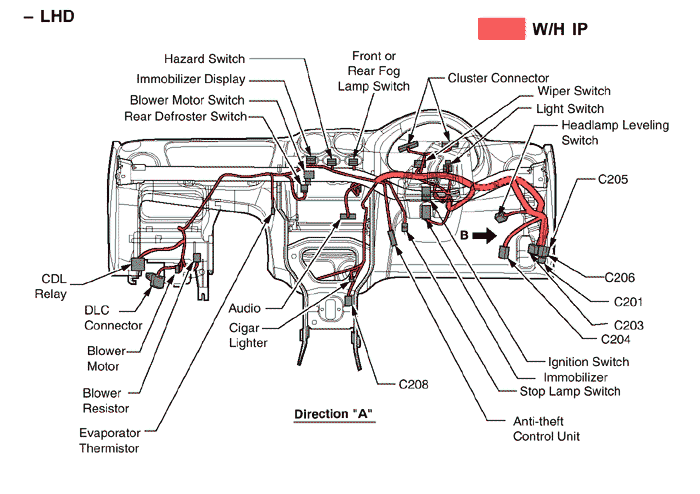 – LHD
W/H IP
Hazard Switch
Immobilizer Display
Blower Motor Switch
Rear Defroster Switch
Front or
Rear Fog
Lamp Switch
Cluster Connector
Wiper Switch
Light Switch
Headlamp Leveling
Switch
C205
B
C206
C201
C203
C204
CDL
Relay
DLC
Connector
Blower
Motor
Blower
Resistor
Evaporator
Thermistor
Audio
Cigar
Lighter
C208
Direction "A"
Ignition Switch
Immobilizer
Stop Lamp Switch
Anti-theft
Control Unit